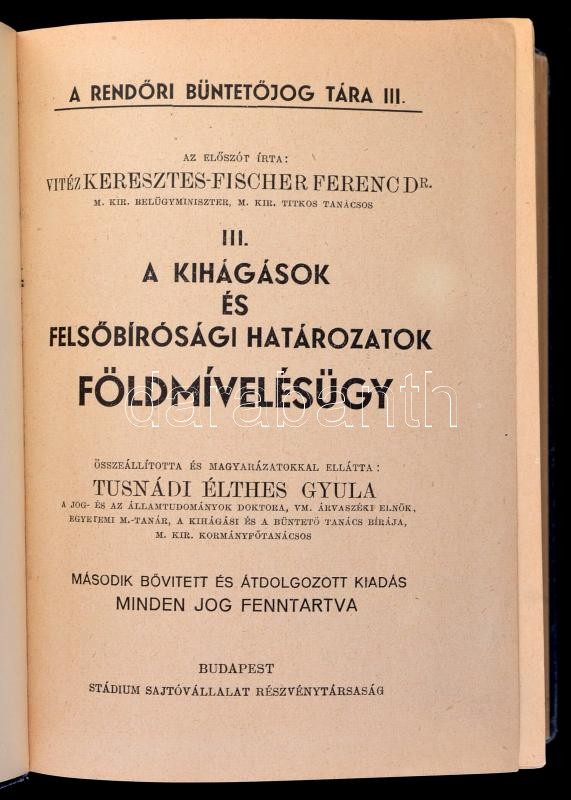 A RENDŐRI BÜNTETŐJOG TÁRA III.
AZ ELŐSZÓT ÍRTA:
VITÉZ KERESZTES-FISCHER FERENC DR.
M. KIR. BELÜGYMINISZTER, M. KIR. TITKOS TANÁCSOS
III.
A KIHÁGÁSOK
ÉS
FELSŐBÍRÓSÁGI HATÁROZATOK
FÖLDMÍVELÉSÜGY
darabanth
ÖSSZEÁLLÍTOTTA ÉS MAGYARÁZATOKKAL ELLÁTTA:
TUSNÁDI ÉLTHES GYULA
A JOG- ÉS AZ ÁLLAMTUDOMÁNYOK DOKTORA, VM. ÁRVASZÉKI ELNÖK,
EGYETEMI M.-TANÁR, A KIHÁGÁSI ÉS A BÜNTETŐ TANÁCS BÍRÁJA,
M. KIR. KORMÁNYFŐTANÁCSOS
MÁSODIK BŐVITETT ÉS ÁTDOLGOZOTT KIADÁS
MINDEN JOG FENNTARTVA
BUDAPEST
STÁDIUM SAJTÓVÁLLALAT RÉSZVÉNYTÁRSASÁG